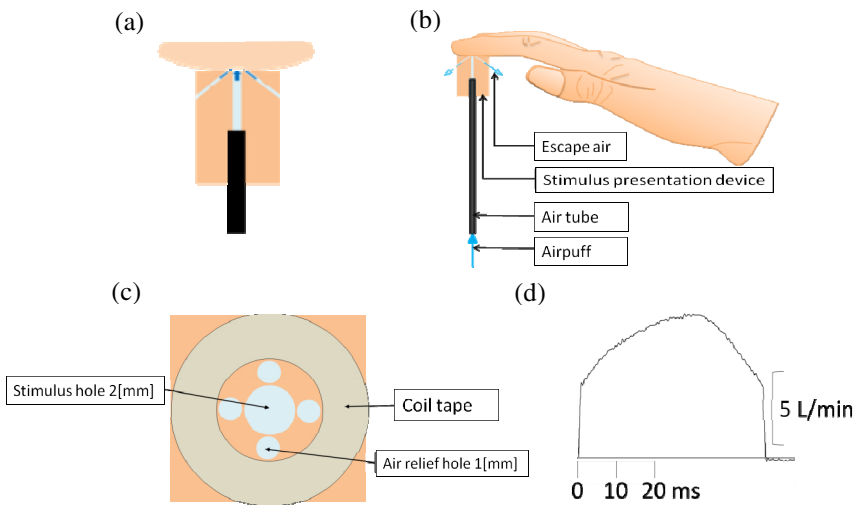 (a)
(b)
Escape air
Stimulus presentation device
Air tube
Airpuff
(c)
(d)
Stimulus hole 2[mm]
Coil tape
Air relief hole 1[mm]
5 L/min
0 10 20 ms